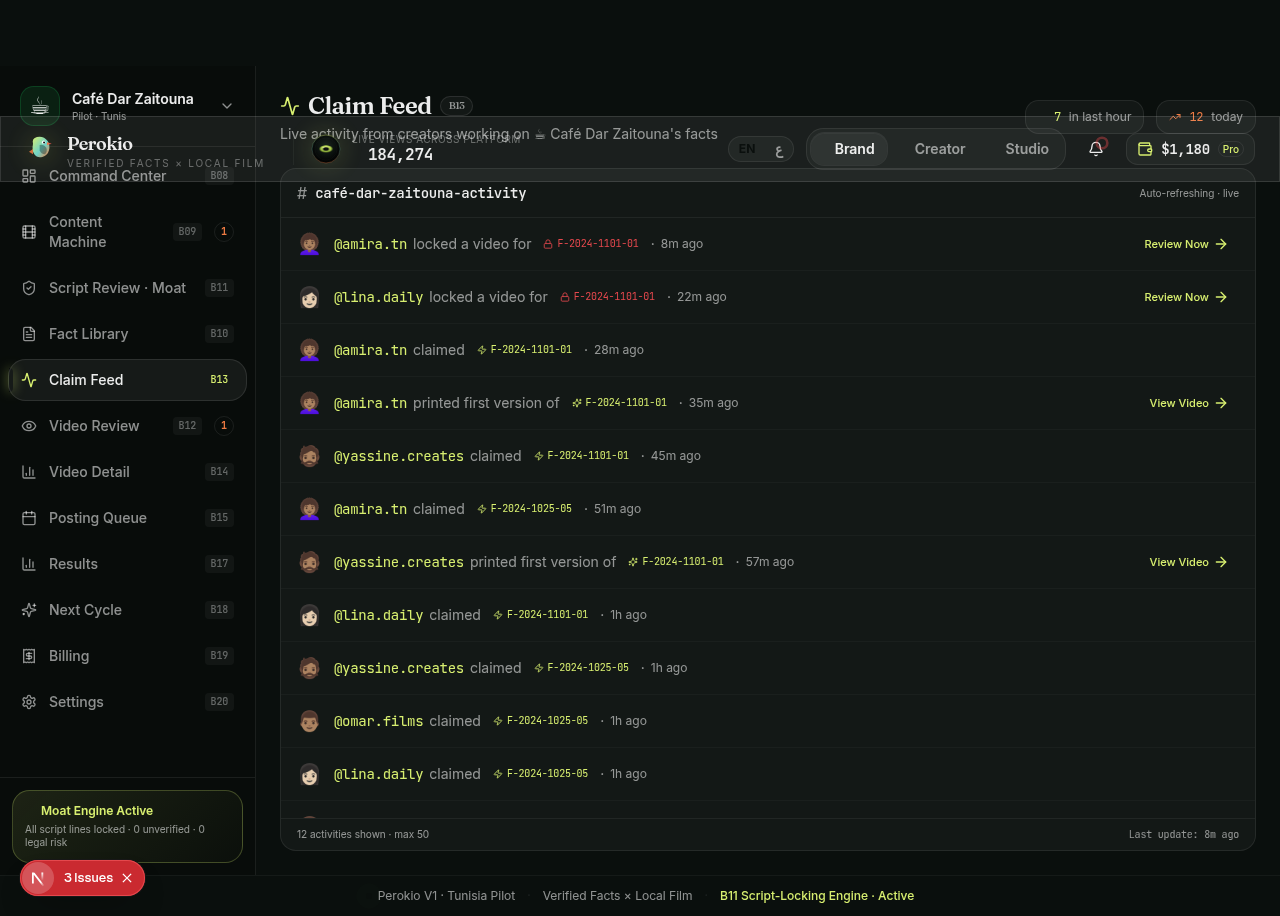 Café Dar Zaitouna
Pilot · Tunis
Perokio
VERIFIED FACTS × LOCAL FILM
Claim Feed B13
Live activity from creators working on Café Dar Zaitouna's facts
LIVE VIEWS ACROSS PLATFORM
184,274
7 in last hour
12 today
EN ع
Brand Creator Studio
$1,180 Pro
Command Center B08
Content Machine B09 1
Script Review · Moat B11
Fact Library B10
Claim Feed B13
Video Review B12 1
Video Detail B14
Posting Queue B15
Results B17
Next Cycle B18
Billing B19
Settings B20
Moat Engine Active
All script lines locked · 0 unverified · 0
legal risk
3 Issues
# café-dar-zaitouna-activity Auto-refreshing · live
@amira.tn locked a video for F-2024-1101-01 · 8m ago Review Now
@lina.daily locked a video for F-2024-1101-01 · 22m ago Review Now
@amira.tn claimed F-2024-1101-01 · 28m ago
@amira.tn printed first version of F-2024-1101-01 · 35m ago View Video
@yassine.creates claimed F-2024-1101-01 · 45m ago
@amira.tn claimed F-2024-1025-05 · 51m ago
@yassine.creates printed first version of F-2024-1101-01 · 57m ago View Video
@lina.daily claimed F-2024-1101-01 · 1h ago
@yassine.creates claimed F-2024-1025-05 · 1h ago
@omar.films claimed F-2024-1025-05 · 1h ago
@lina.daily claimed F-2024-1025-05 · 1h ago
12 activities shown · max 50 Last update: 8m ago
Perokio V1 · Tunisia Pilot · Verified Facts × Local Film · B11 Script-Locking Engine · Active